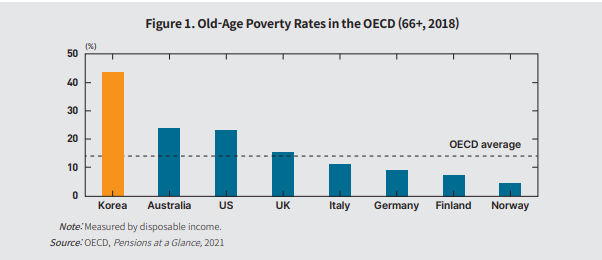 Figure 1. Old-Age Poverty Rates in the OECD (66+, 2018)
(%)
50
40
30
20
10
0
OECD average
Korea Australia US UK Italy Germany Finland Norway
Note: Measured by disposable income.
Source: OECD, Pensions at a Glance, 2021